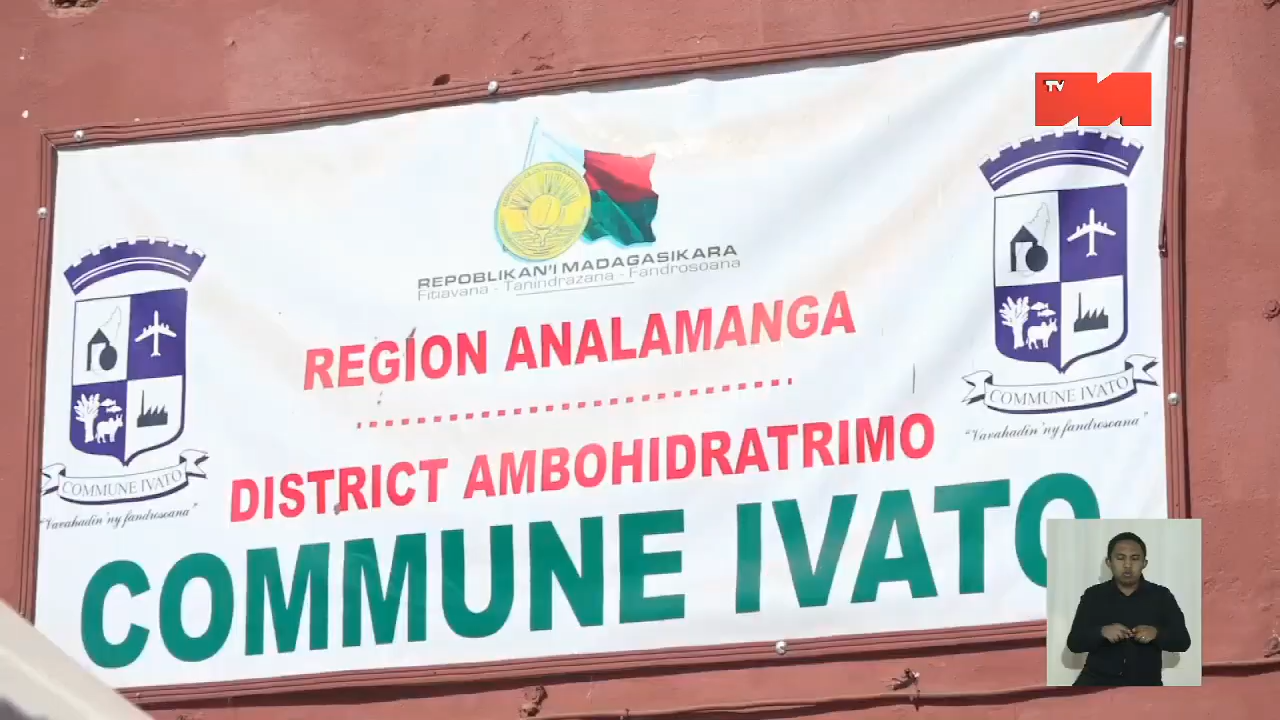 TV
REPOBLIKAN'I MADAGASIKARA
Fitiavana - Tanindrazana - Fandrosoana
REGION ANALAMANGA
DISTRICT AMBOHIDRATRIMO
COMMUNE IVATO
COMMUNE IVATO
"Vavahadin'ny fandrosoana"
COMMUNE IVATO
"Vavahadin'ny fandrosoana"